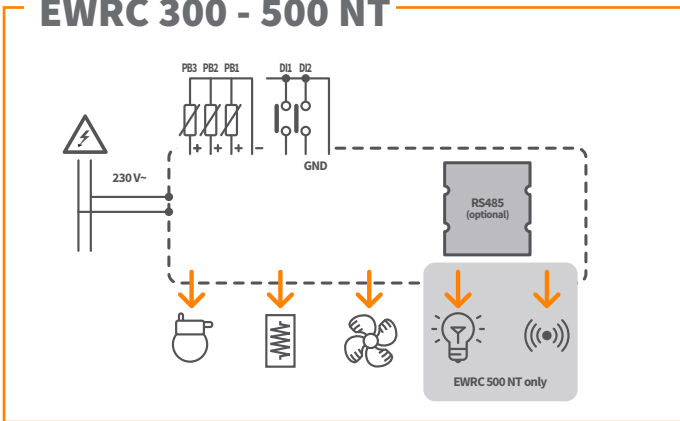 EWRC 300 - 500 NT
PB3 PB2 PB1 DI1 DI2
+ + + –
GND
230 V~
RS485
(optional)
EWRC 500 NT only